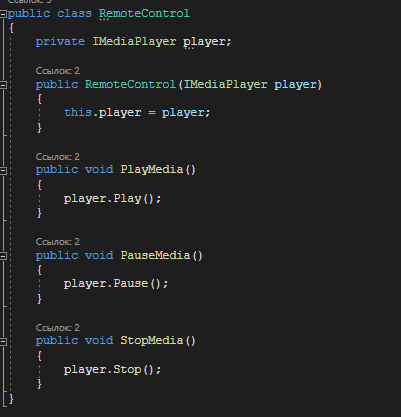 Ссылок: 3
public class RemoteControl
{
private IMediaPlayer player;
Ссылок: 2
public RemoteControl(IMediaPlayer player)
{
this.player = player;
}
Ссылок: 2
public void PlayMedia()
{
player.Play();
}
Ссылок: 2
public void PauseMedia()
{
player.Pause();
}
Ссылок: 2
public void StopMedia()
{
player.Stop();
}
}